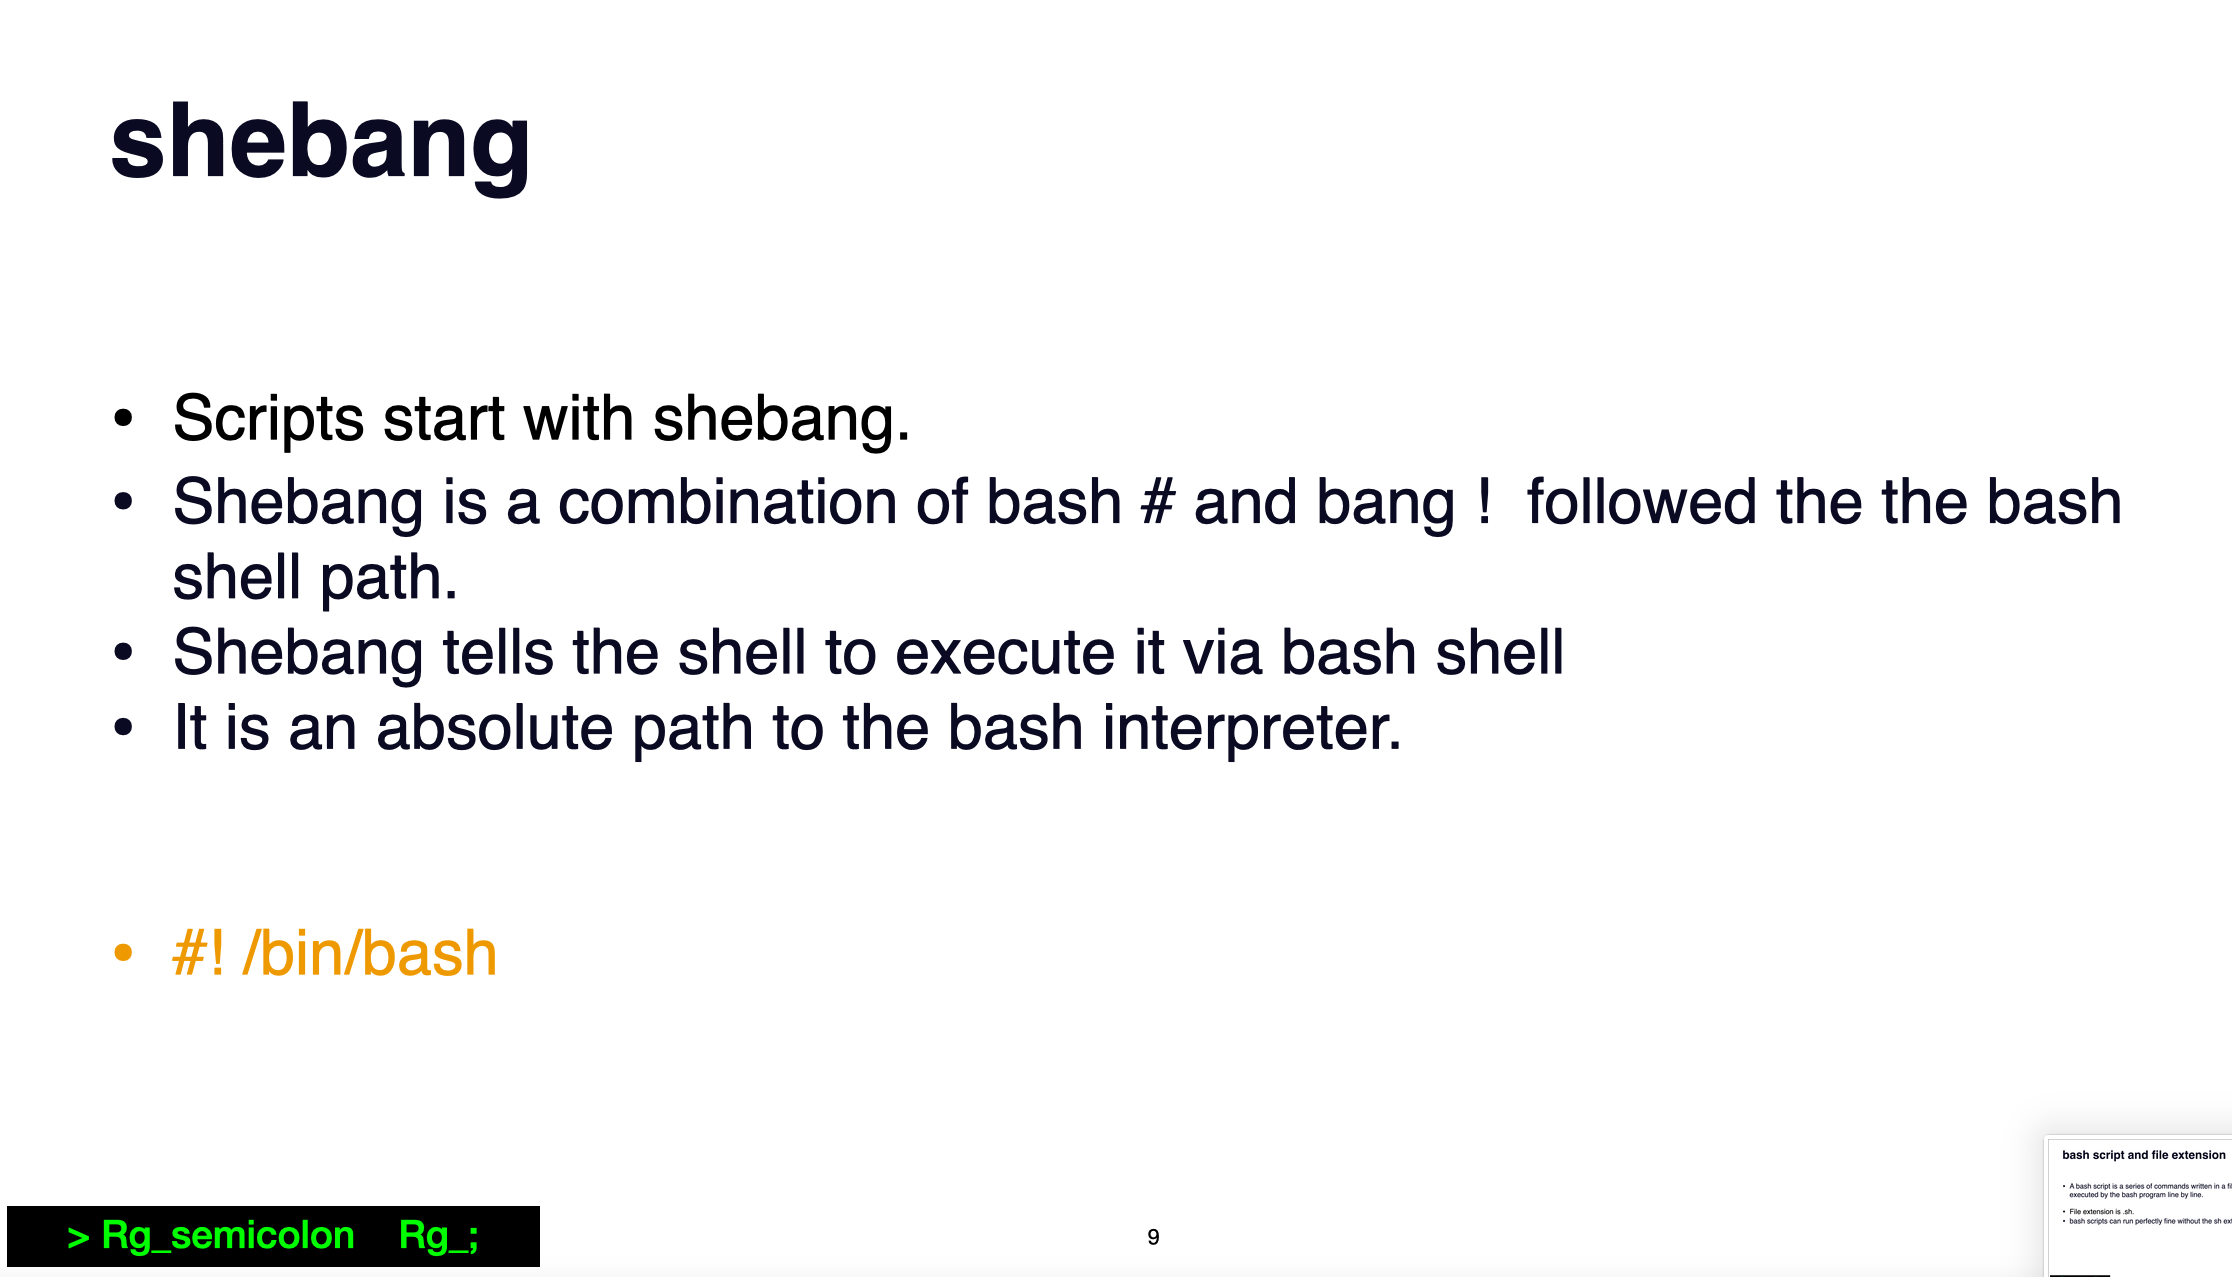 shebang
• Scripts start with shebang.
• Shebang is a combination of bash # and bang ! followed the the bash
shell path.
• Shebang tells the shell to execute it via bash shell
• It is an absolute path to the bash interpreter.
• #! /bin/bash
> Rg_semicolon Rg_;
9
bash script and file extension
• A bash script is a series of commands written in a
executed by the bash program line by line.
• File extension is .sh.
• bash scripts can run perfectly fine without the sh